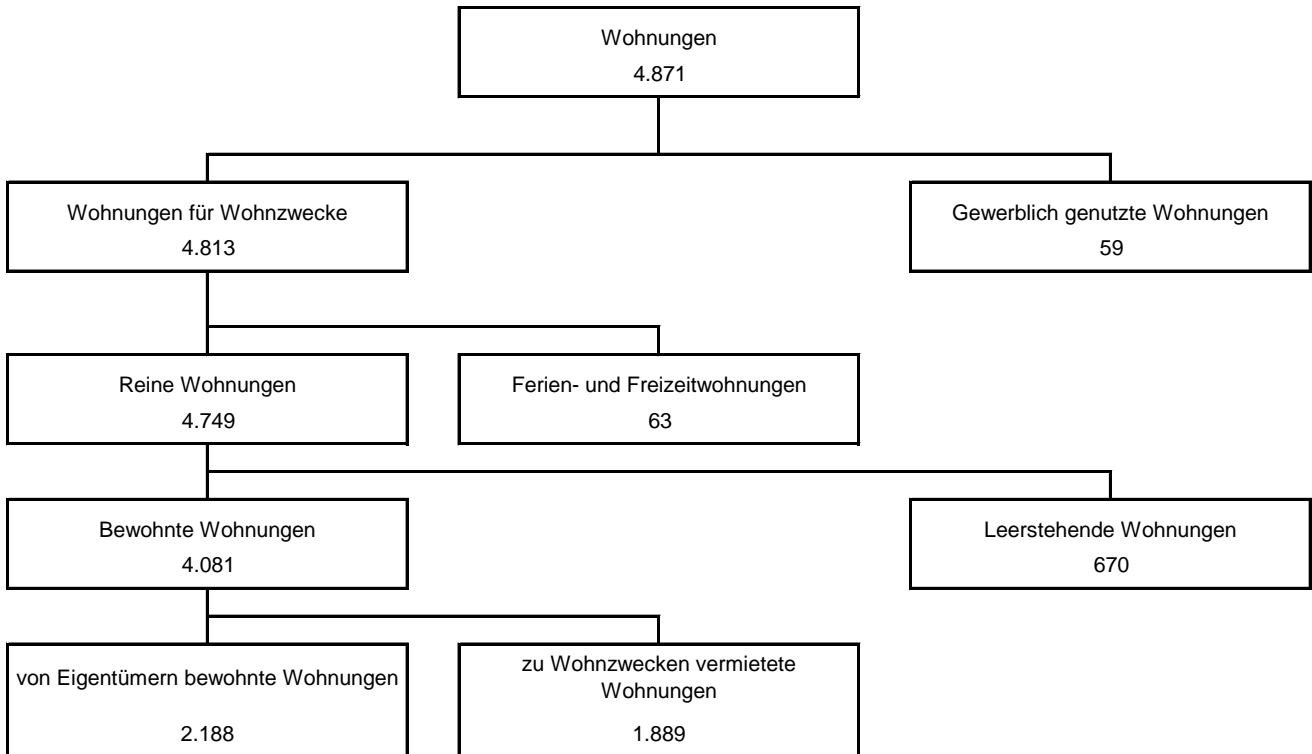 Wohnungen
4.871
Wohnungen für Wohnzwecke
4.813
Gewerblich genutzte Wohnungen
59
Reine Wohnungen
4.749
Ferien- und Freizeitwohnungen
63
Bewohnte Wohnungen
4.081
Leerstehende Wohnungen
670
von Eigentümern bewohnte Wohnungen
2.188
zu Wohnzwecken vermietete
Wohnungen
1.889